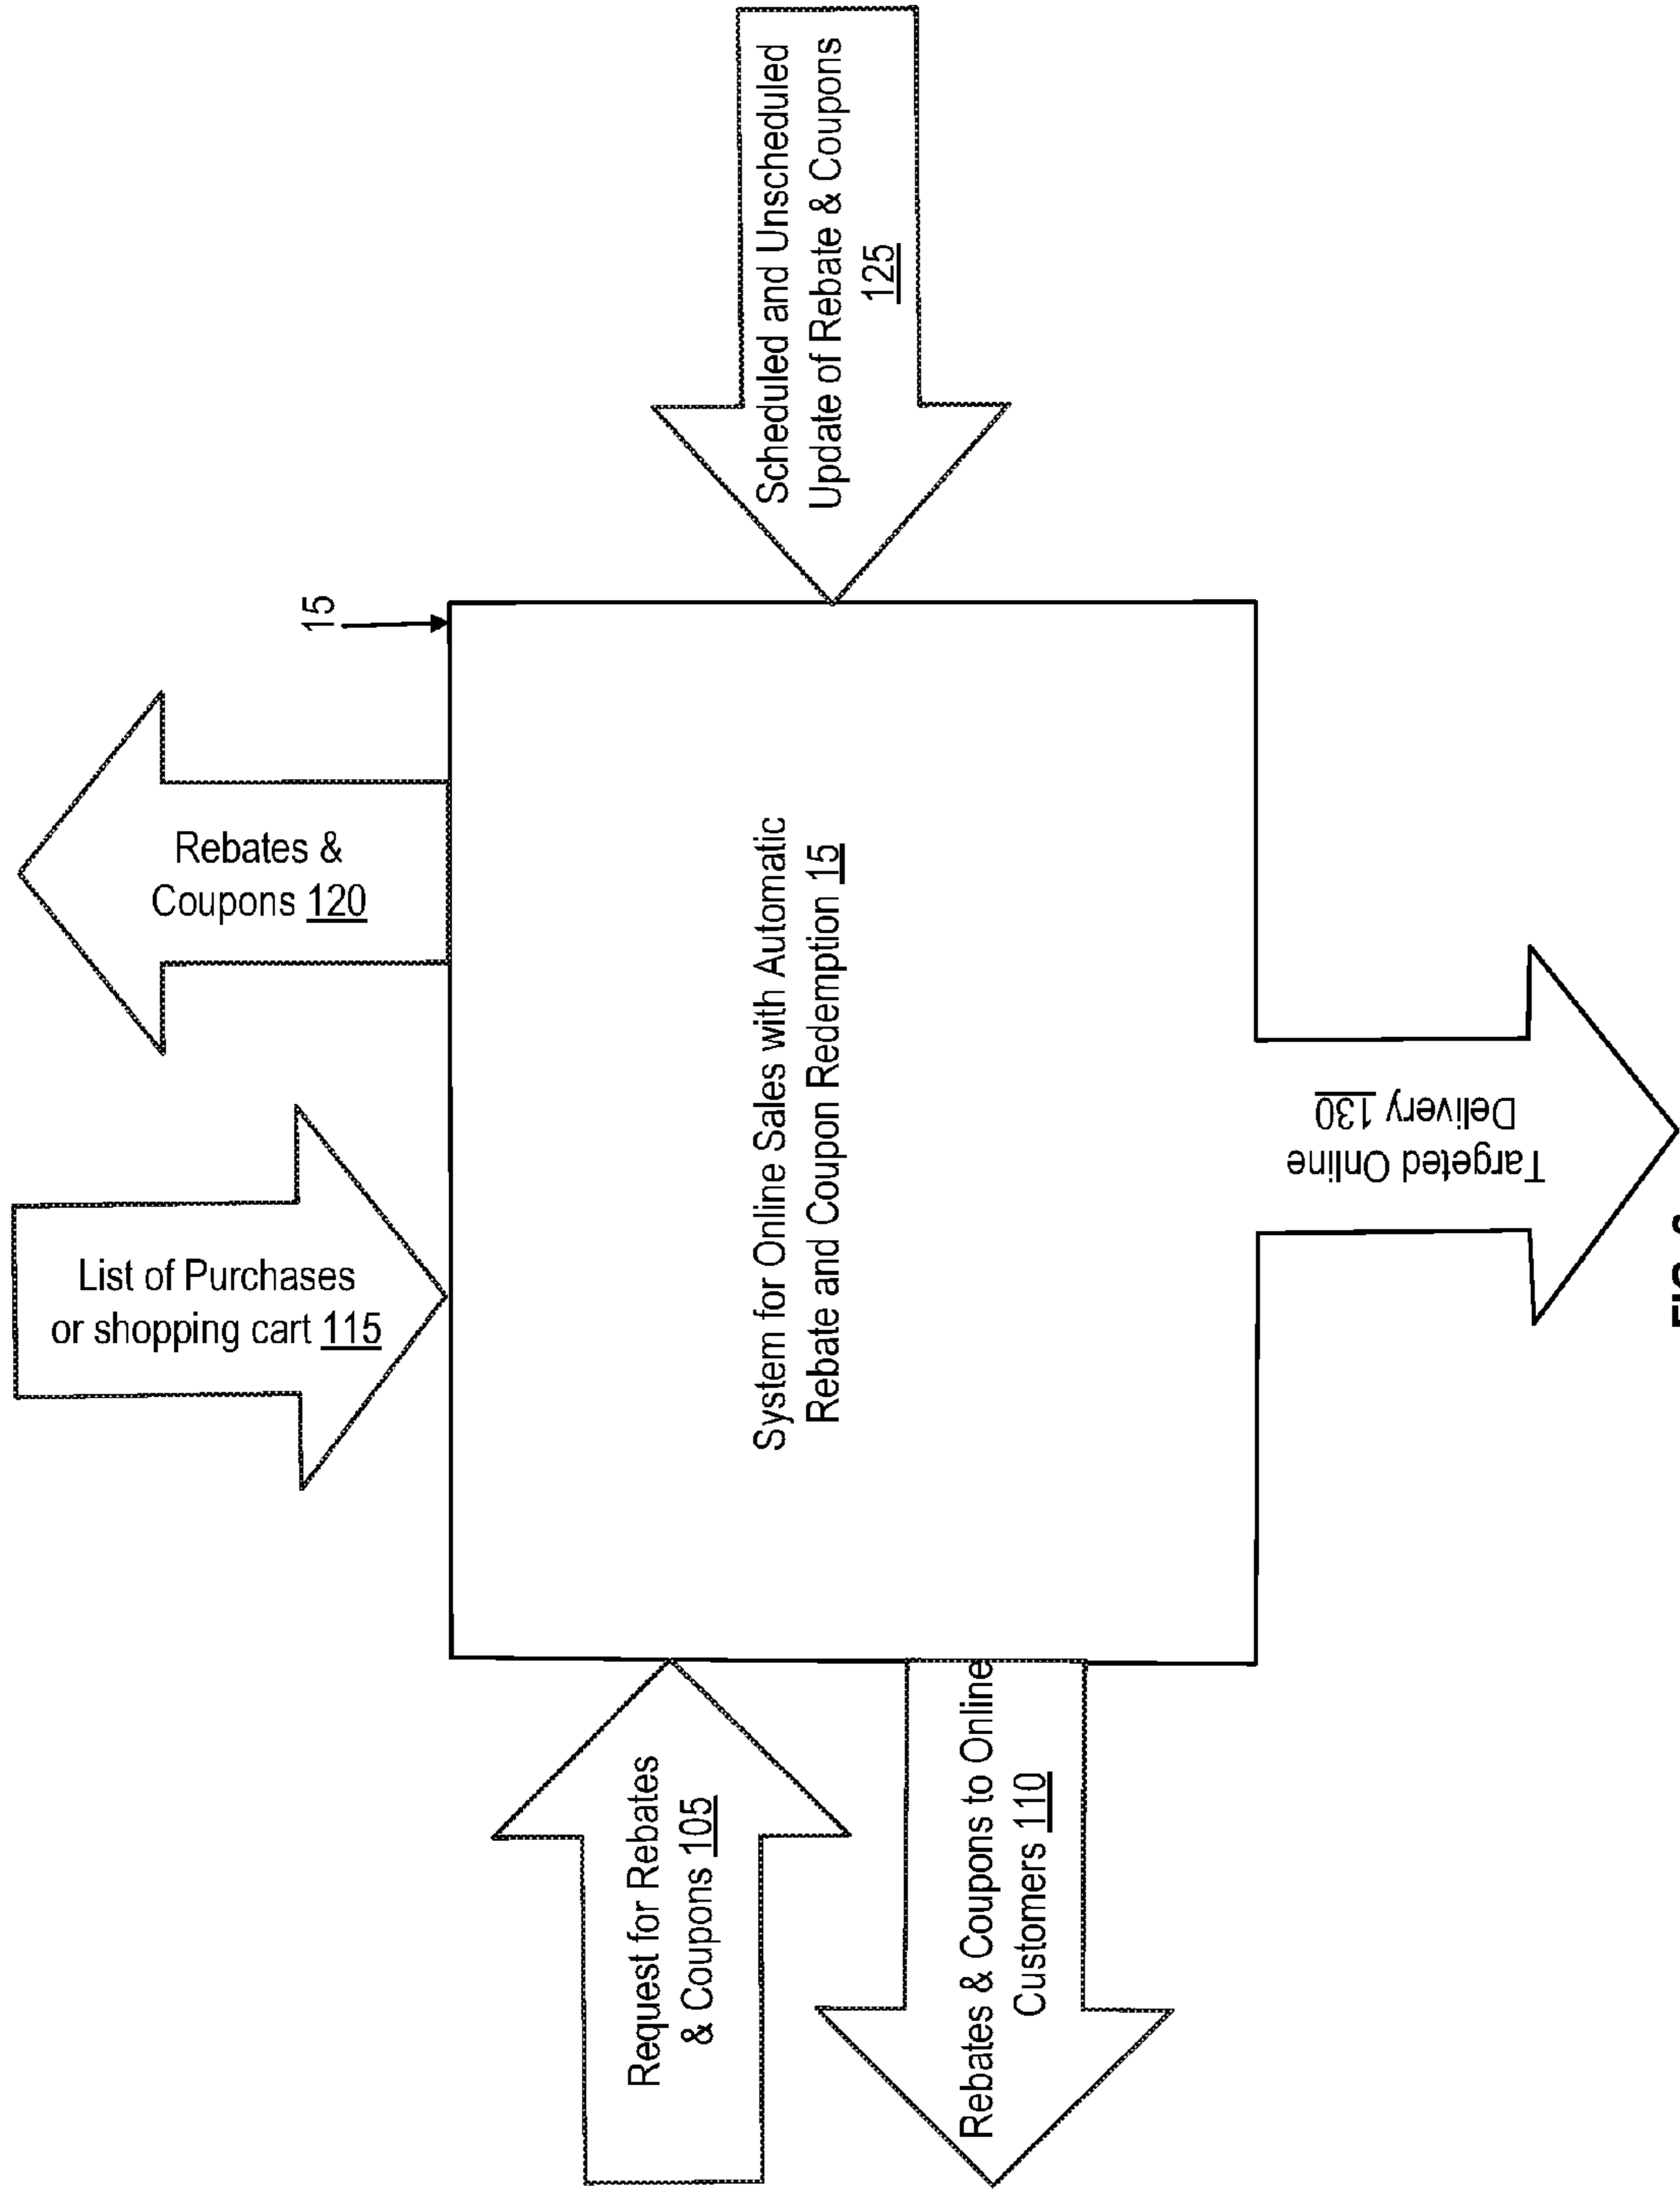 15
Rebates &
Coupons 120
List of Purchases
or shopping cart 115
Scheduled and Unscheduled
Update of Rebate & Coupons
125
System for Online Sales with Automatic
Rebate and Coupon Redemption 15
Request for Rebates
& Coupons 105
Rebates & Coupons to Online
Customers 110
Targeted Online
Delivery 130
FIG.